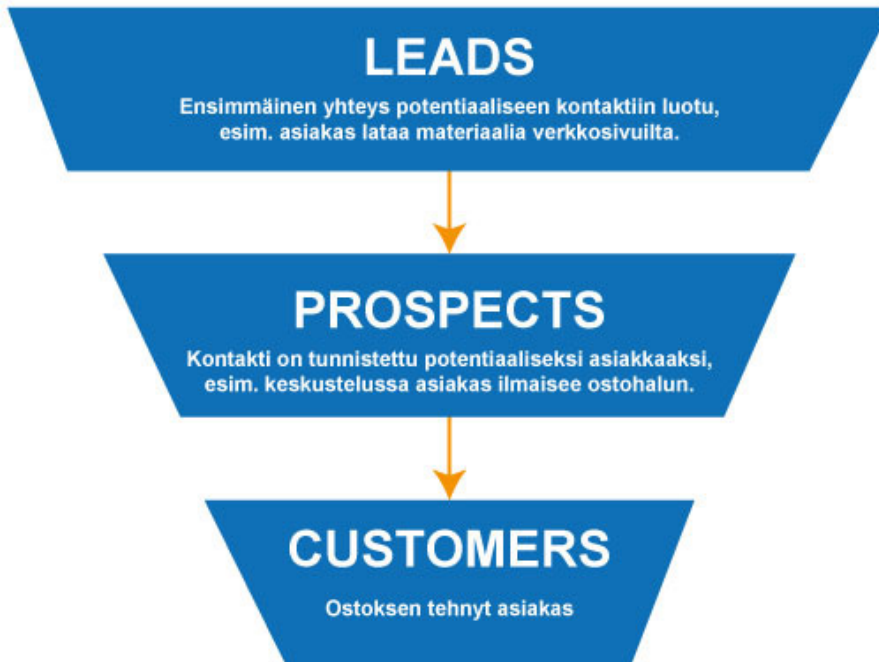 LEADS
Ensimmäinen yhteys potentiaaliseen kontaktiin luotu,
esim. asiakas lataa materiaalia verkkosivuilta.
PROSPECTS
Kontakti on tunnistettu potentiaaliseksi asiakkaaksi,
esim. keskustelussa asiakas ilmaisee ostohalun.
CUSTOMERS
Ostoksen tehnyt asiakas